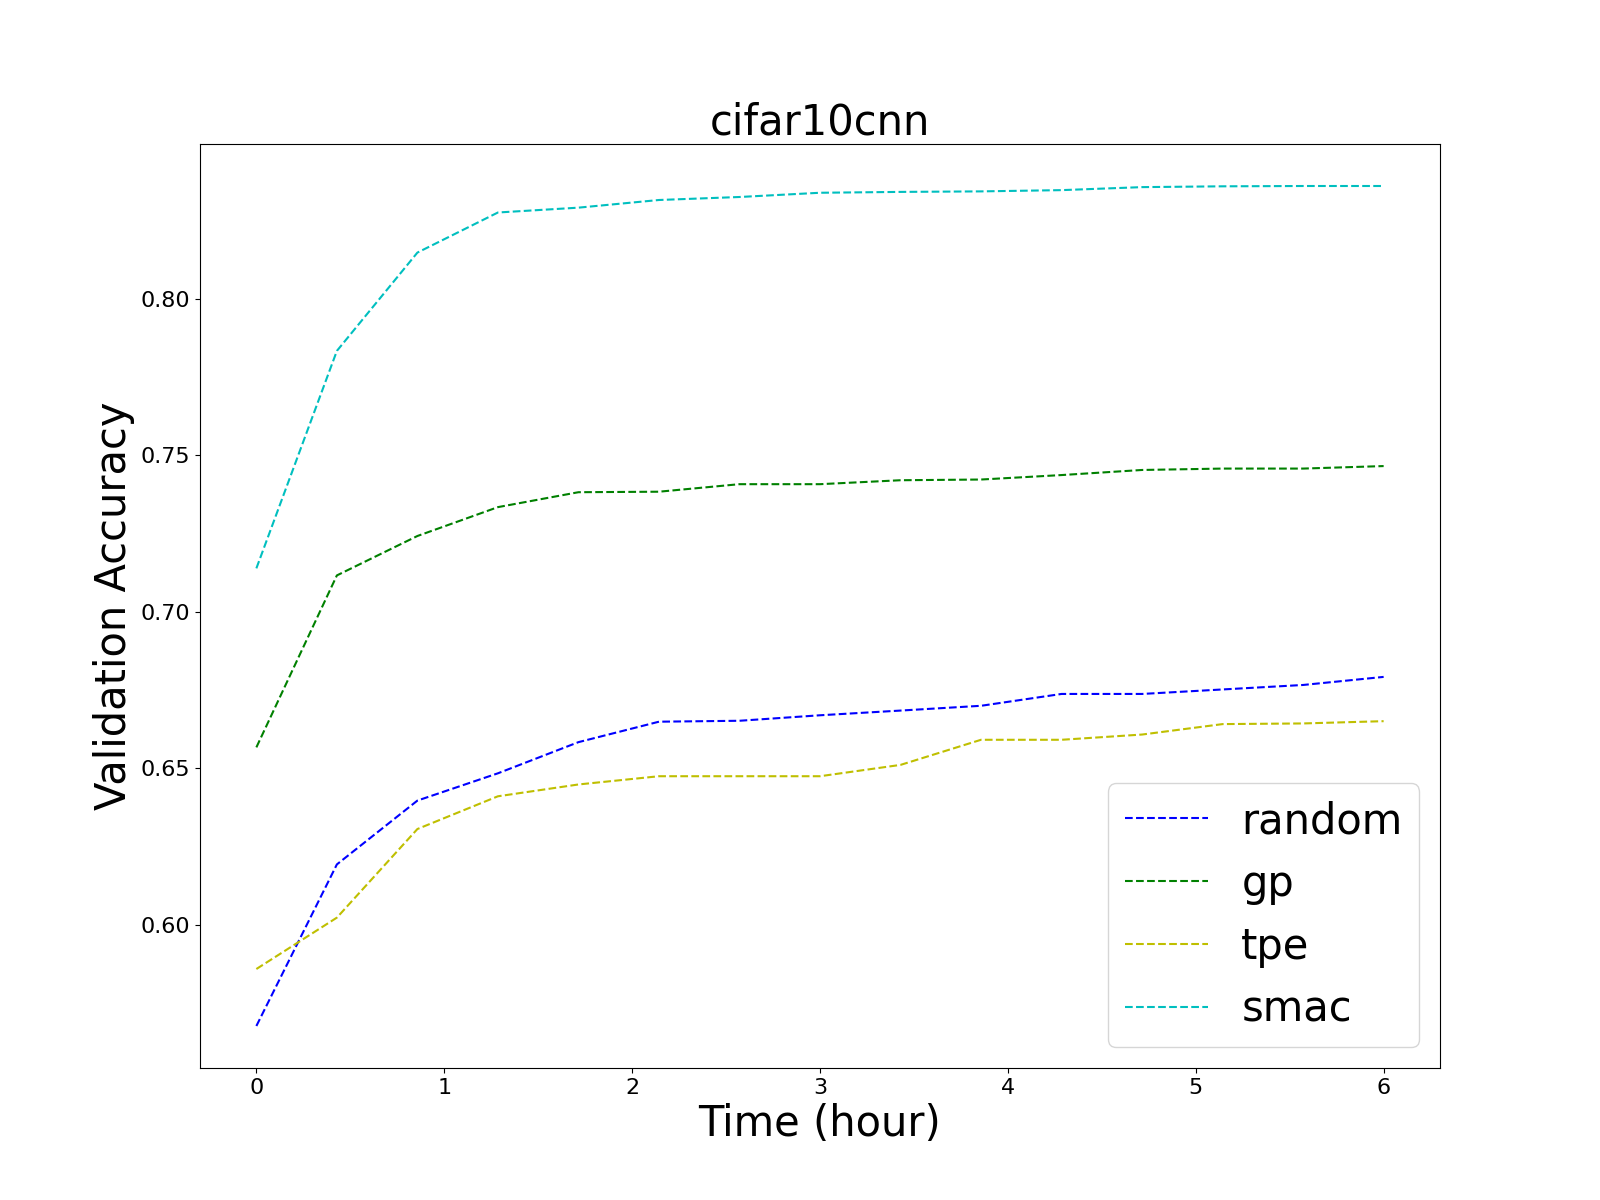 cifar10cnn
Validation Accuracy
0.80
0.75
0.70
0.65
0.60
0 1 2 3 4 5 6
Time (hour)
random
gp
tpe
smac